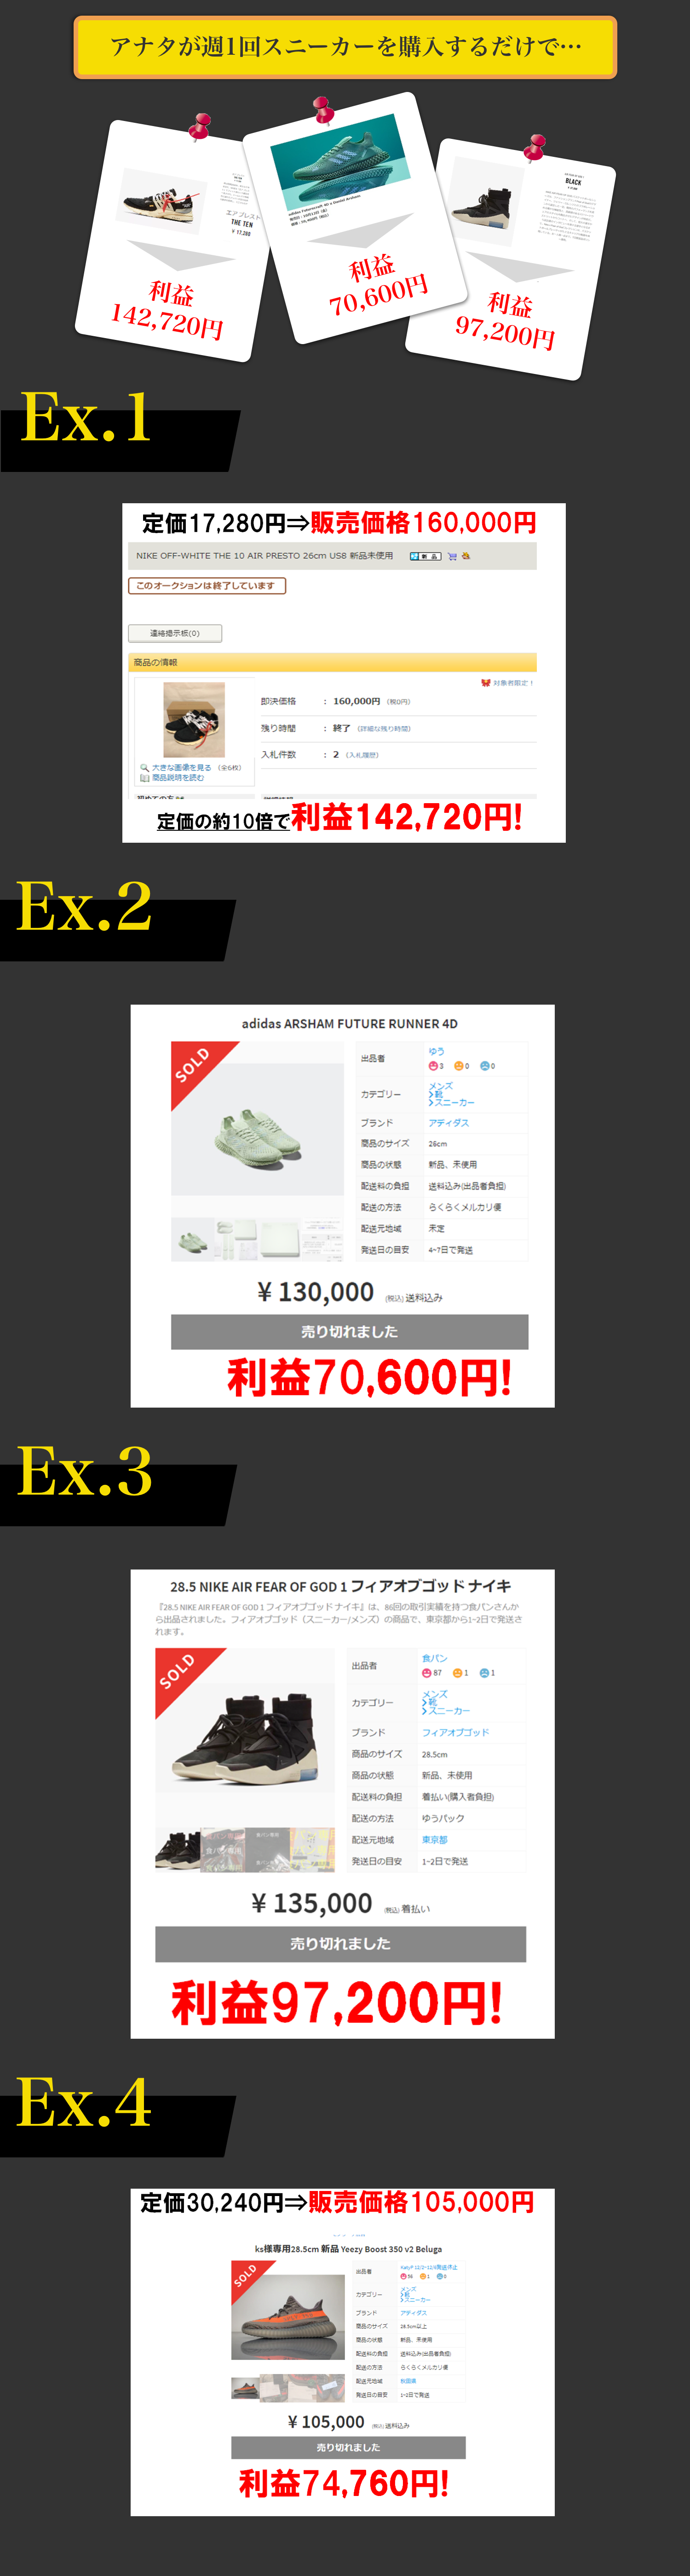 アナタが週1回スニーカーを購入するだけで…
エアプレスト
THE TEN
¥ 17,280
利益
142,720円
adidas Futurecraft 4D x Daniel Arsham
利益
70,600円
BLACK
利益
97,200円
Ex.1
定価17,280円⇒販売価格160,000円
NIKE OFF-WHITE THE 10 AIR PRESTO 26cm US8 新品未使用 新品
このオークションは終了しています
連絡掲示板(0)
商品の情報
対象者限定！
即決価格 ： 160,000円 (税0円)
残り時間 ： 終了 (詳細な残り時間)
入札件数 ： 2 (入札履歴)
大きな画像を見る (全6枚)
商品説明を読む
定価の約10倍で利益142,720円!
Ex.2
adidas ARSHAM FUTURE RUNNER 4D
SOLD
出品者 ゆう
3 0 0
カテゴリー メンズ
靴
スニーカー
ブランド アディダス
商品のサイズ 26cm
商品の状態 新品、未使用
配送料の負担 送料込み(出品者負担)
配送の方法 らくらくメルカリ便
配送元地域 未定
発送日の目安 4~7日で発送
¥ 130,000 (税込) 送料込み
売り切れました
利益70,600円!
Ex.3
28.5 NIKE AIR FEAR OF GOD 1 フィアオブゴッド ナイキ
『28.5 NIKE AIR FEAR OF GOD 1 フィアオブゴッド ナイキ』は、86回の取引実績を持つ食パンさんか
ら出品されました。フィアオブゴッド（スニーカー/メンズ）の商品で、東京都から1~2日で発送さ
れます。
SOLD
出品者 食パン
87 1 1
カテゴリー メンズ
靴
スニーカー
ブランド フィアオブゴッド
商品のサイズ 28.5cm
商品の状態 新品、未使用
配送料の負担 着払い(購入者負担)
配送の方法 ゆうパック
配送元地域 東京都
発送日の目安 1~2日で発送
¥ 135,000 (税込) 着払い
売り切れました
利益97,200円!
Ex.4
定価30,240円⇒販売価格105,000円
ks様専用28.5cm 新品 Yeezy Boost 350 v2 Beluga
SOLD
出品者
カテゴリー メンズ
靴
スニーカー
ブランド アディダス
商品のサイズ 28.5cm以上
商品の状態 新品、未使用
配送料の負担 送料込み(出品者負担)
配送の方法 らくらくメルカリ便
配送元地域
発送日の目安 1~2日で発送
¥ 105,000 (税込) 送料込み
売り切れました
利益74,760円!